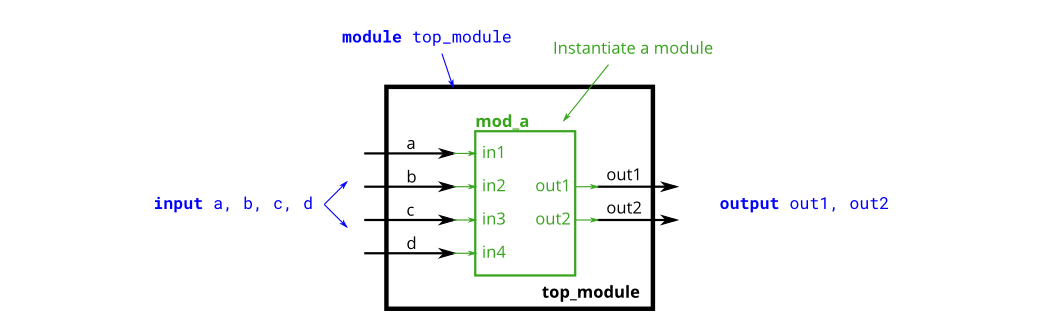 module top_module
Instantiate a module
mod_a
a
in1
b
in2
out1
out1
input a, b, c, d
output out1, out2
c
in3
out2
out2
d
in4
top_module